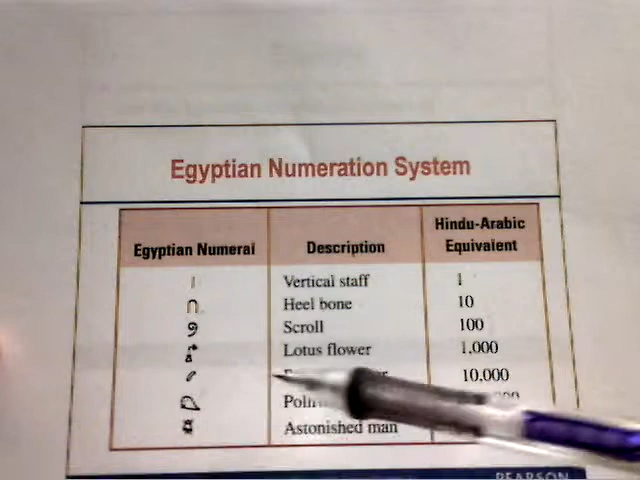 Egyptian Numeration System
Egyptian Numeral Description Hindu-Arabic Equivalent
Vertical staff 1
Heel bone 10
Scroll 100
Lotus flower 1,000
10,000
Astonished man
PEARSON